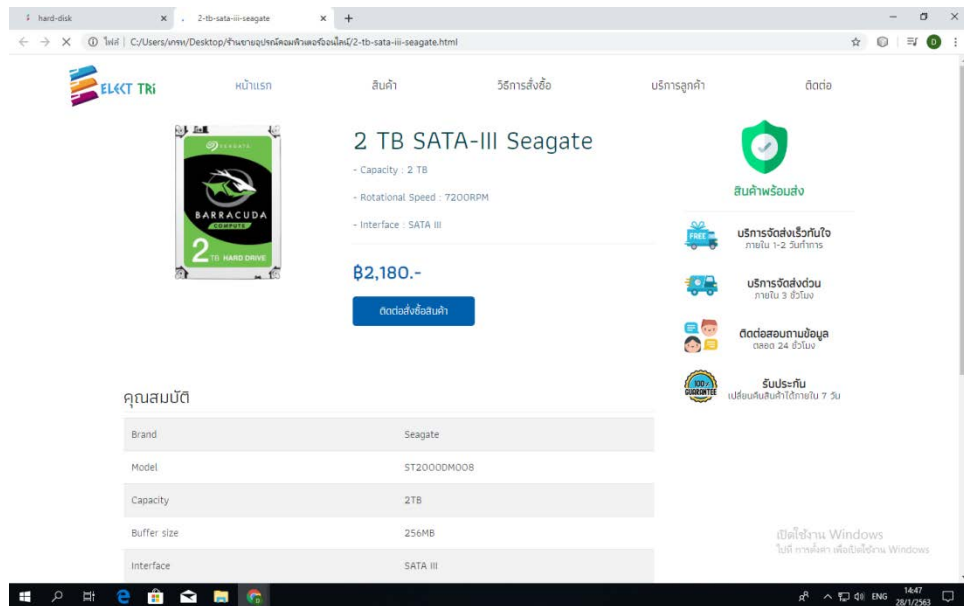 hard-disk
2-tb-sata-iii-seagate
ไฟล์ | C:/Users/เกรท/Desktop/ร้านขายอุปรณ์คอมพิวเตอร์ออนไลน์/2-tb-sata-iii-seagate.html
D
ELECT TRi
หน้าแรก
สินค้า
วิธีการสั่งซื้อ
บริการลูกค้า
ติดต่อ
SEAGATE
BARRACUDA
COMPUTE
2 TB HARD DRIVE
2 TB SATA-III Seagate
- Capacity : 2 TB
- Rotational Speed : 7200RPM
- Interface : SATA III
฿2,180.-
ติดต่อสั่งซื้อสินค้า
สินค้าพร้อมส่ง
FREE
บริการจัดส่งเร็วทันใจ
ภายใน 1-2 วันทำการ
บริการจัดส่งด่วน
ภายใน 3 ชั่วโมง
ติดต่อสอบถามข้อมูล
ตลอด 24 ชั่วโมง
100%
GUARANTEE
รับประกัน
เปลี่ยนคืนสินค้าได้ภายใน 7 วัน
คุณสมบัติ
Brand Seagate
Model ST2000DM008
Capacity 2TB
Buffer size 256MB
Interface SATA III
เปิดใช้งาน Windows
ไปที่ การตั้งค่า เพื่อเปิดใช้งาน Windows
ENG
14:47
28/1/2563